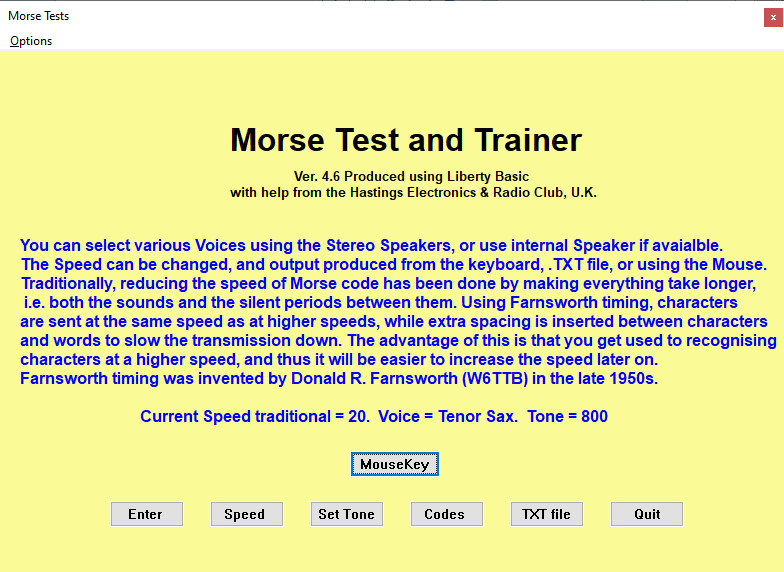 Morse Tests
x
Options
Morse Test and Trainer
Ver. 4.6 Produced using Liberty Basic
with help from the Hastings Electronics & Radio Club, U.K.
You can select various Voices using the Stereo Speakers, or use internal Speaker if avaialble.
The Speed can be changed, and output produced from the keyboard, .TXT file, or using the Mouse.
Traditionally, reducing the speed of Morse code has been done by making everything take longer,
i.e. both the sounds and the silent periods between them. Using Farnsworth timing, characters
are sent at the same speed as at higher speeds, while extra spacing is inserted between characters
and words to slow the transmission down. The advantage of this is that you get used to recognising
characters at a higher speed, and thus it will be easier to increase the speed later on.
Farnsworth timing was invented by Donald R. Farnsworth (W6TTB) in the late 1950s.
Current Speed traditional = 20.  Voice = Tenor Sax.  Tone = 800
MouseKey
Enter Speed Set Tone Codes TXT file Quit